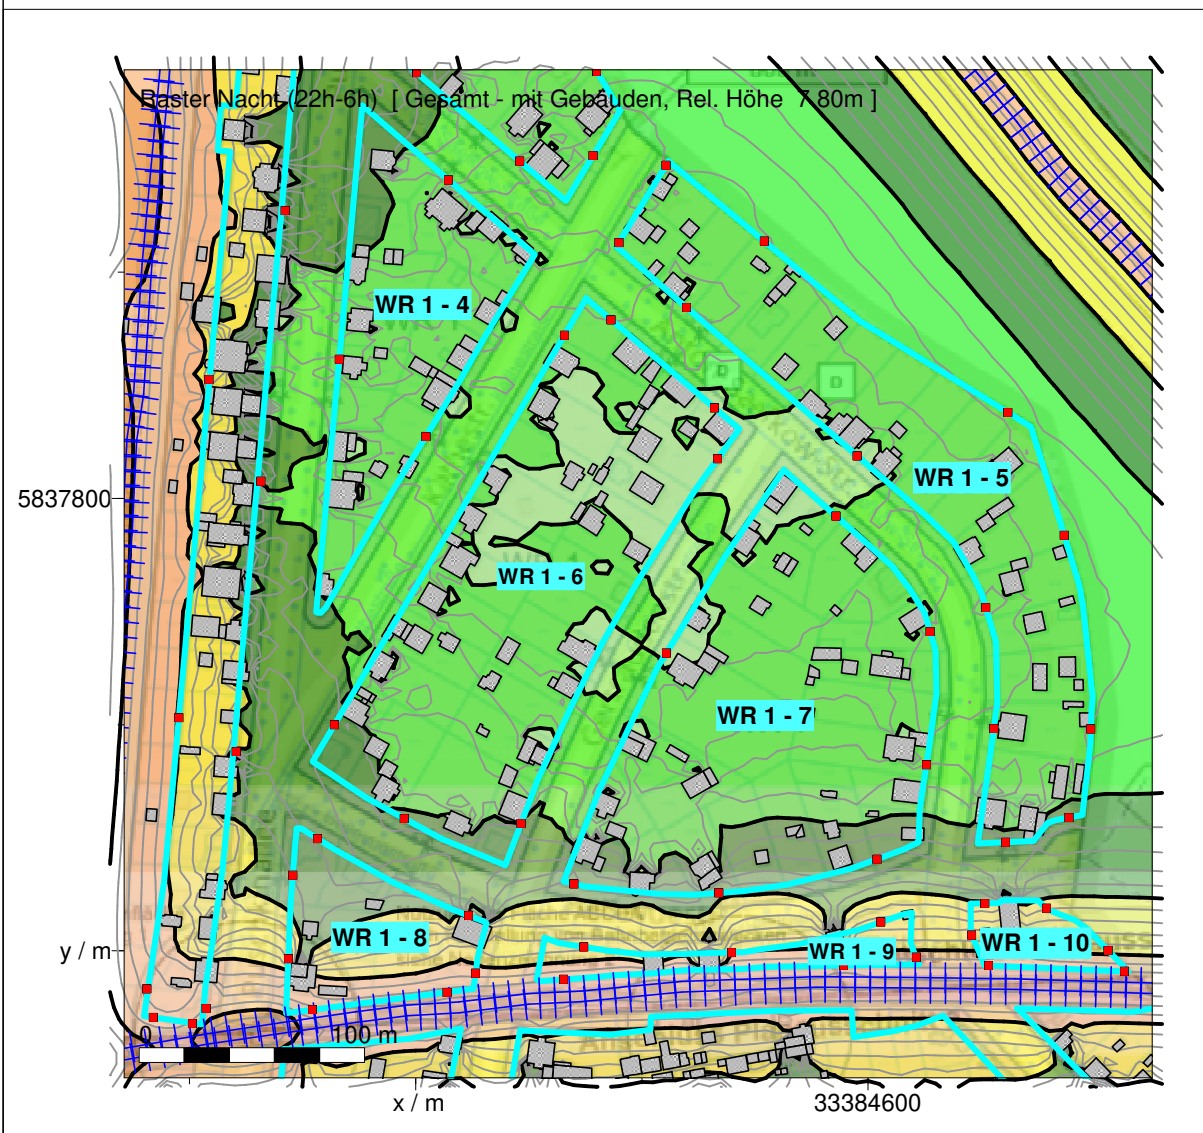 Raster Nacht (22h-6h) [ Gesamt - mit Gebäuden, Rel. Höhe 7.80m ]
WR 1 - 4
D
D
WR 1 - 5
5837800
WR 1 - 6
WR 1 - 7
WR 1 - 8
WR 1 - 9
WR 1 - 10
y / m
0 100 m
x / m
33384600